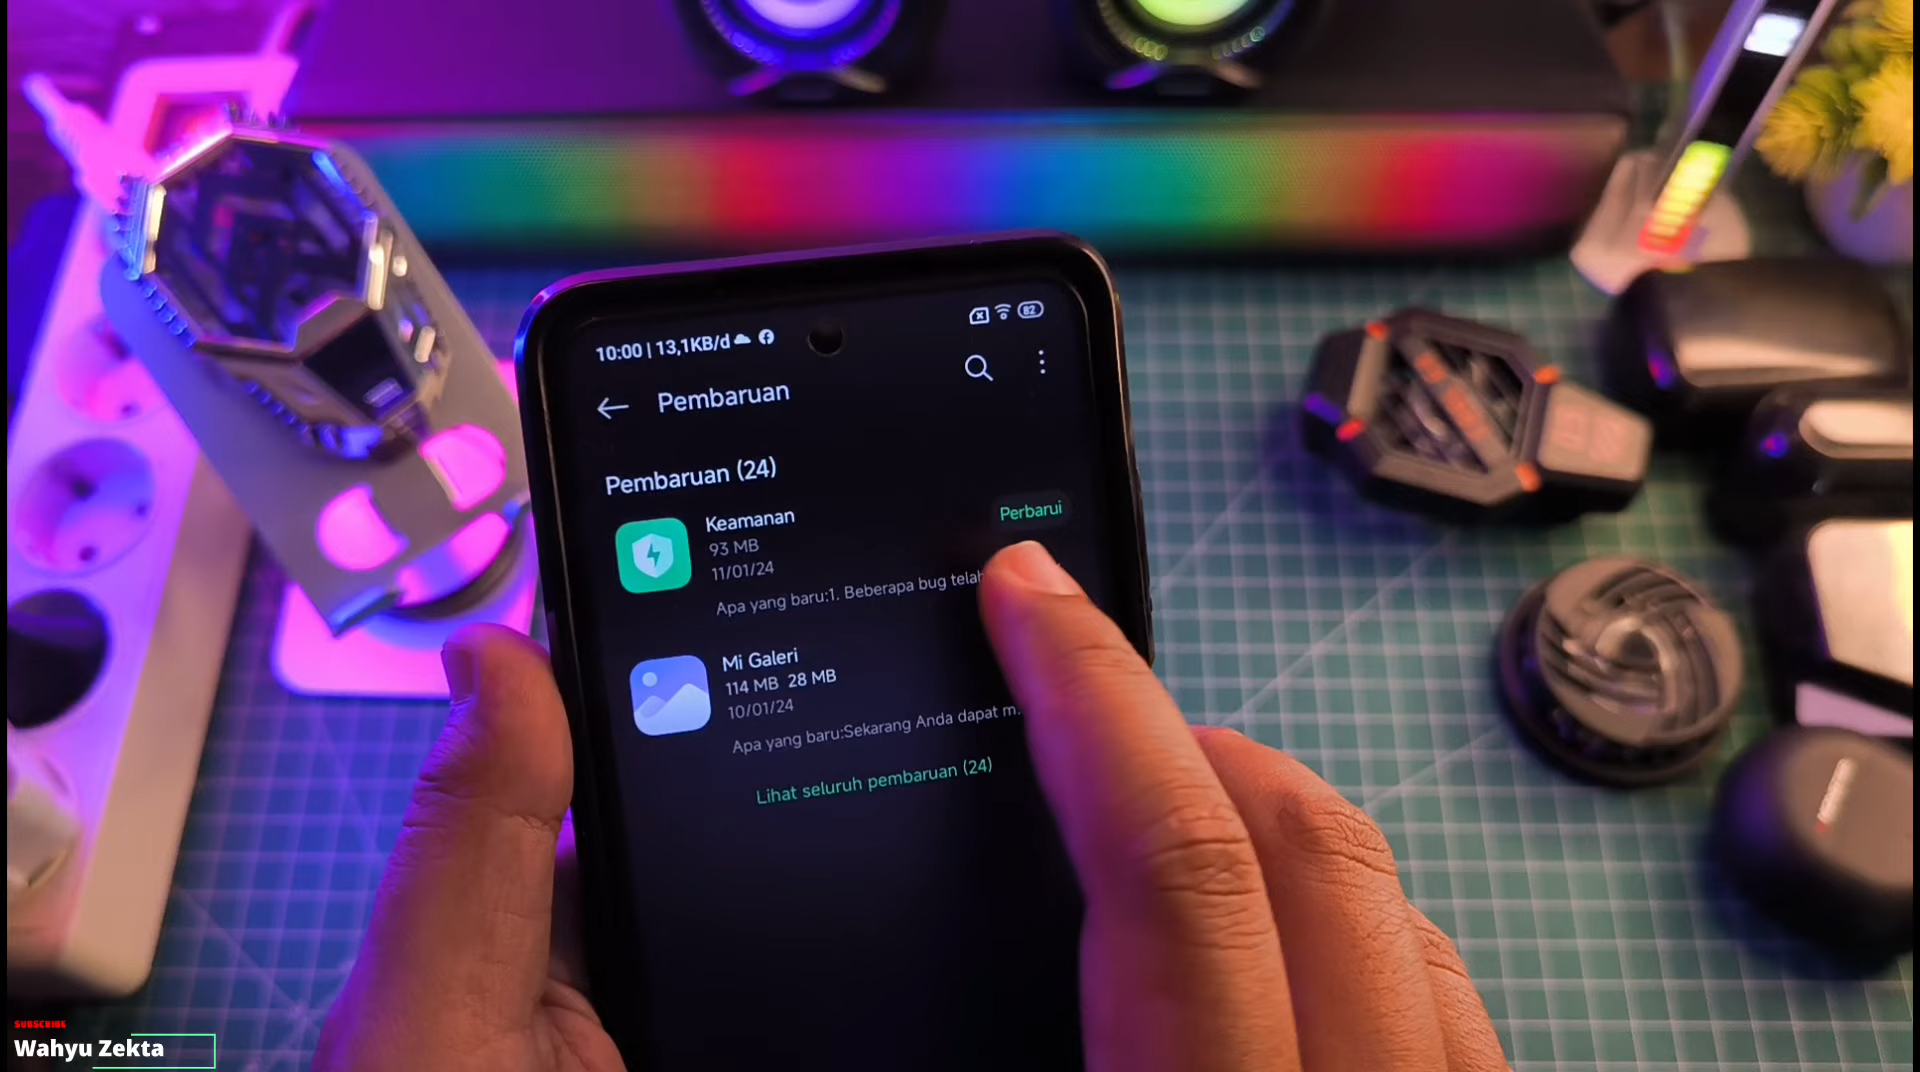 10:00 | 13,1KB/d
82
Pembaruan
Pembaruan (24)
Keamanan
Perbarui
93 MB
11/01/24
Apa yang baru:1. Beberapa bug telah
Mi Galeri
114 MB 28 MB
10/01/24
Apa yang baru:Sekarang Anda dapat m..
Lihat seluruh pembaruan (24)
SUBSCRIBE
Wahyu Zekta